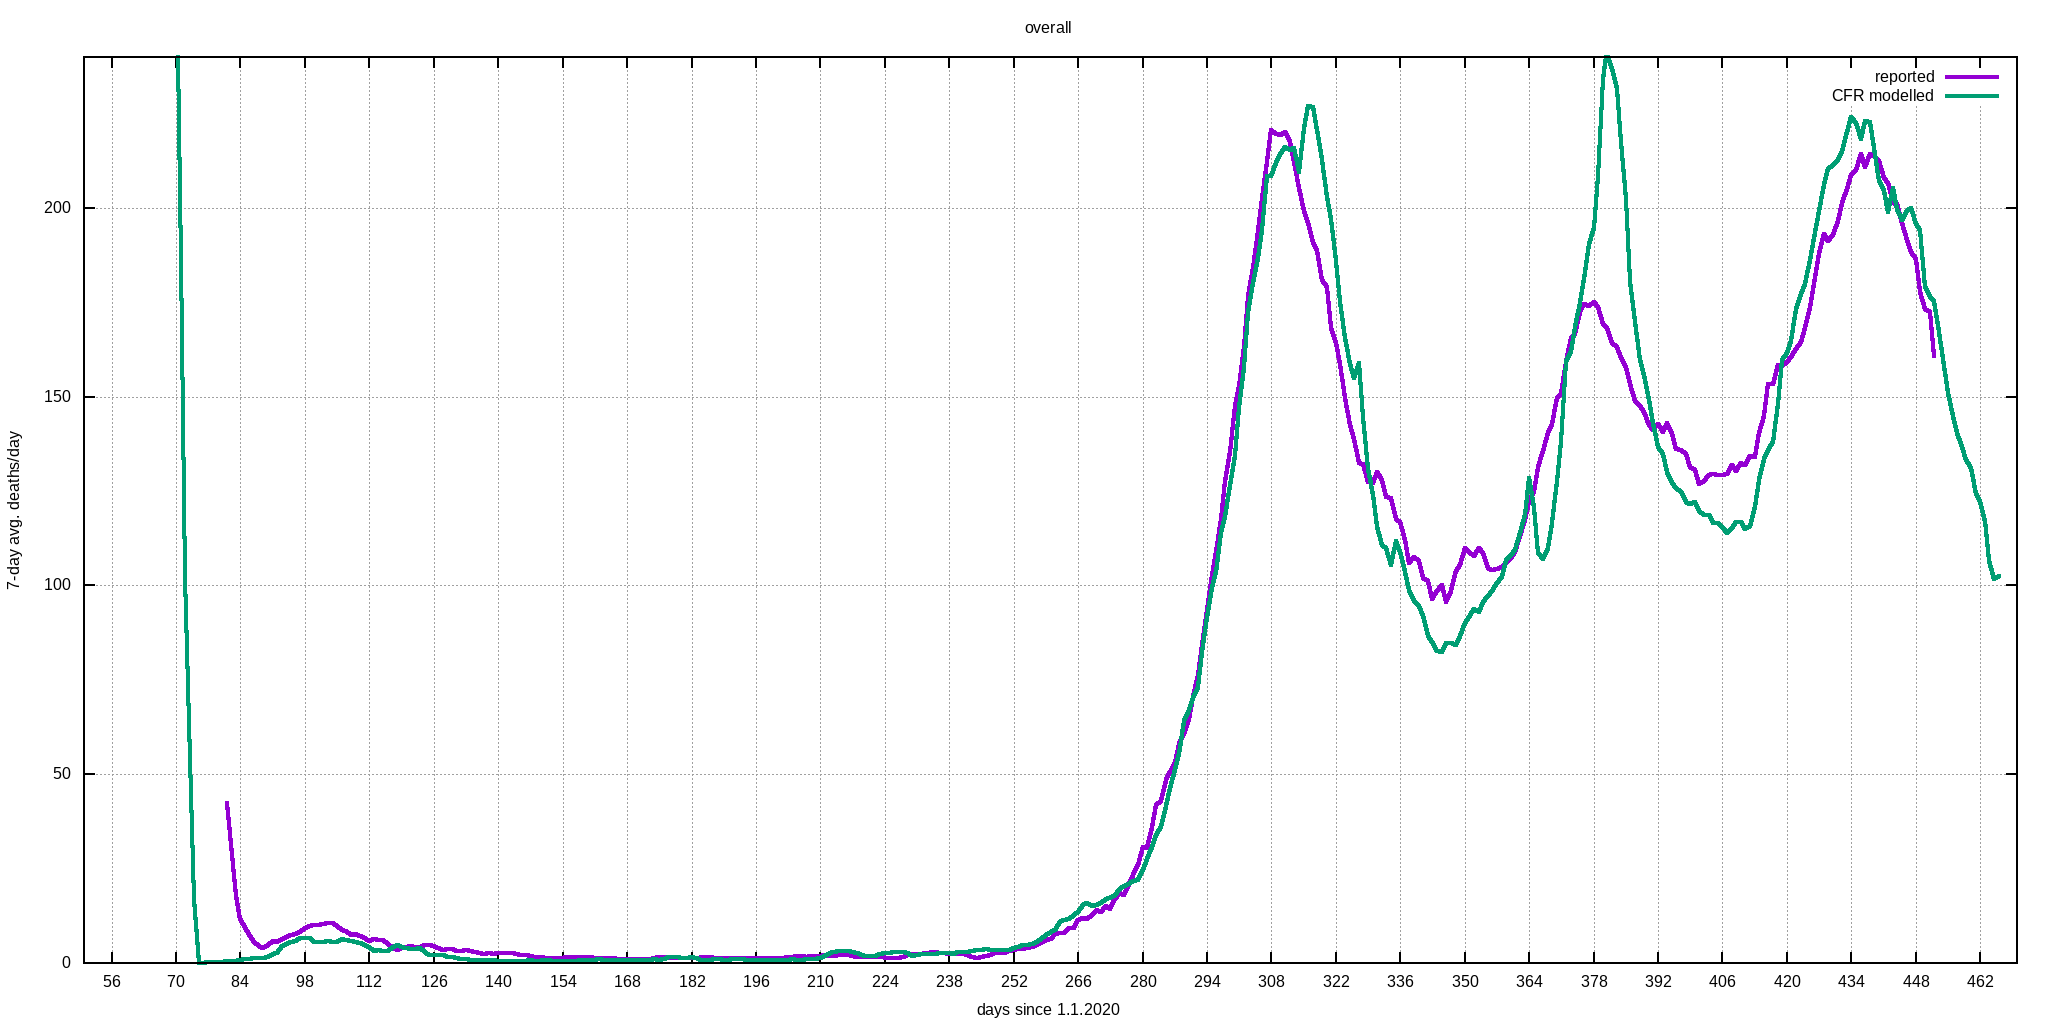 overall
reported
CFR modelled
7-day avg. deaths/day
200
150
100
50
0
56 70 84 98 112 126 140 154 168 182 196 210 224 238 252 266 280 294 308 322 336 350 364 378 392 406 420 434 448 462
days since 1.1.2020